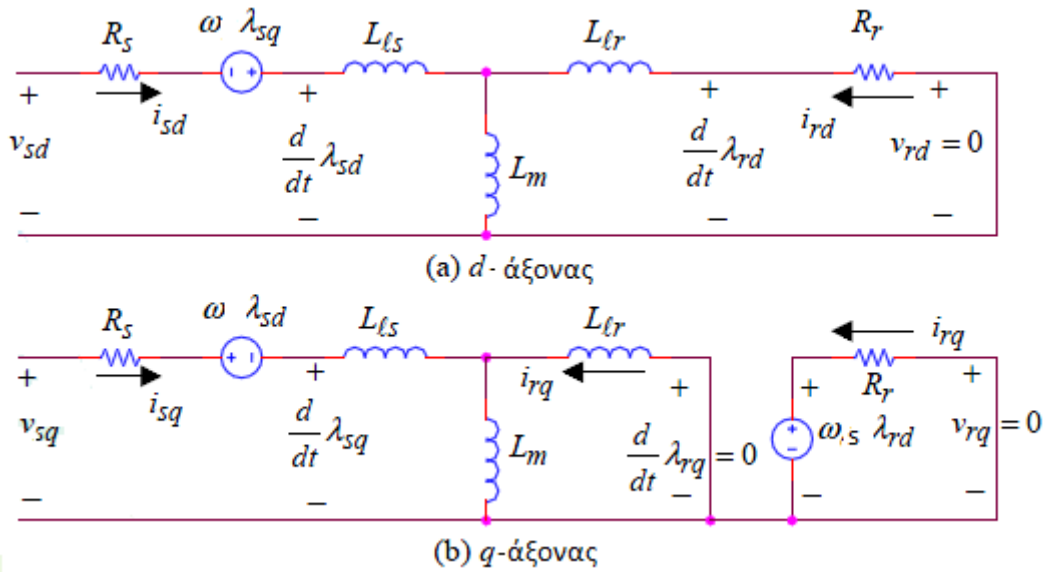 R_s ω λ_sq L_ℓs L_ℓr R_r
+ − + + + +
v_sd i_sd d/dt λ_sd L_m d/dt λ_rd i_rd v_rd = 0
− − − −
(a) d- άξονας
R_s ω λ_sd L_ℓs L_ℓr i_rq
+ + − + i_rq + + R_r +
v_sq i_sq d/dt λ_sq L_m d/dt λ_rq = 0 + − ω,s λ_rd v_rq = 0
− − − − −
(b) q-άξονας